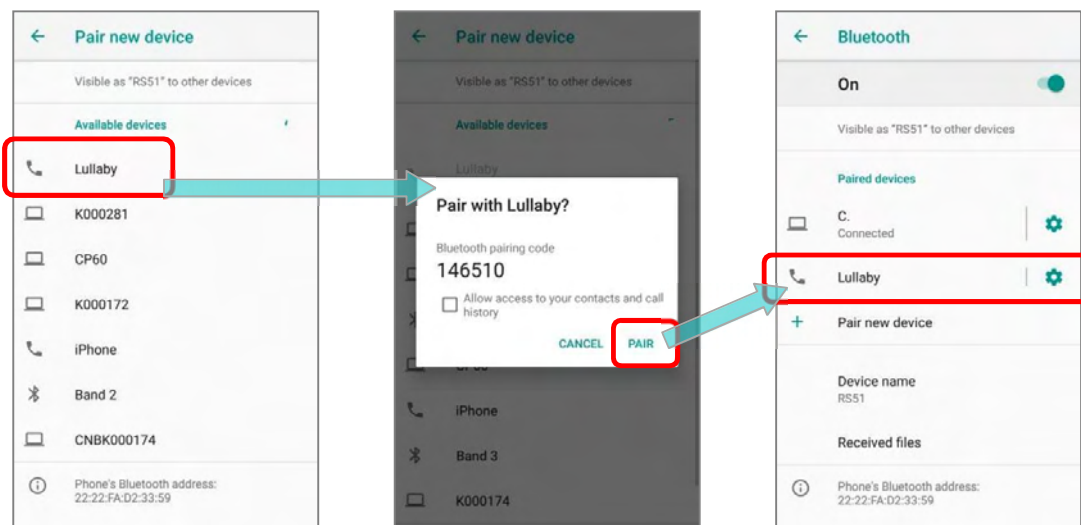 Pair new device
Visible as "RS51" to other devices
Available devices
Lullaby
K000281
CP60
K000172
iPhone
Band 2
CNBK000174
Phone's Bluetooth address:
22:22:FA:D2:33:59
Pair new device
Visible as "RS51" to other devices
Available devices
Lullaby
Pair with Lullaby?
Bluetooth pairing code
146510
Allow access to your contacts and call
history
CANCEL PAIR
iPhone
Band 3
K000174
Bluetooth
On
Visible as "RS51" to other devices
Paired devices
C.
Connected
Lullaby
Pair new device
Device name
RS51
Received files
Phone's Bluetooth address:
22:22:FA:D2:33:59